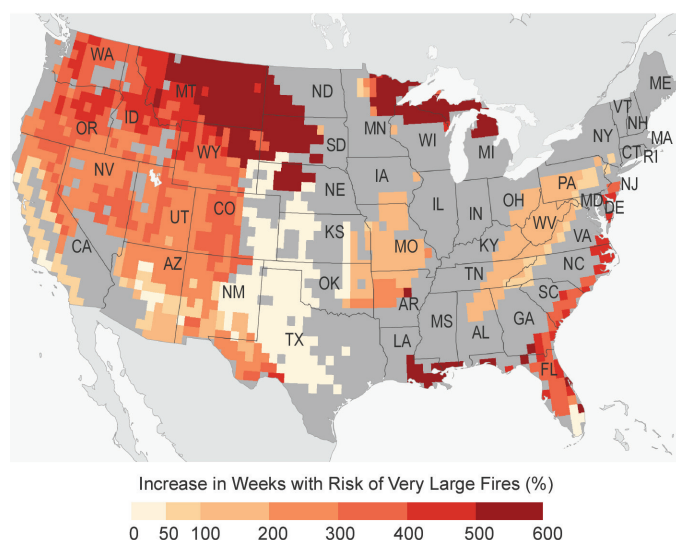 WA
MT
ND
ME
VT
NH
OR
ID
MN
WI
NY
MA
SD
MI
CT
RI
WY
NV
NE
IA
PA
NJ
UT
CO
IL
IN
OH
MD
DE
WV
KS
MO
KY
VA
CA
AZ
NM
OK
TN
NC
AR
SC
TX
LA
MS
AL
GA
FL
Increase in Weeks with Risk of Very Large Fires (%)
0 50 100 200 300 400 500 600